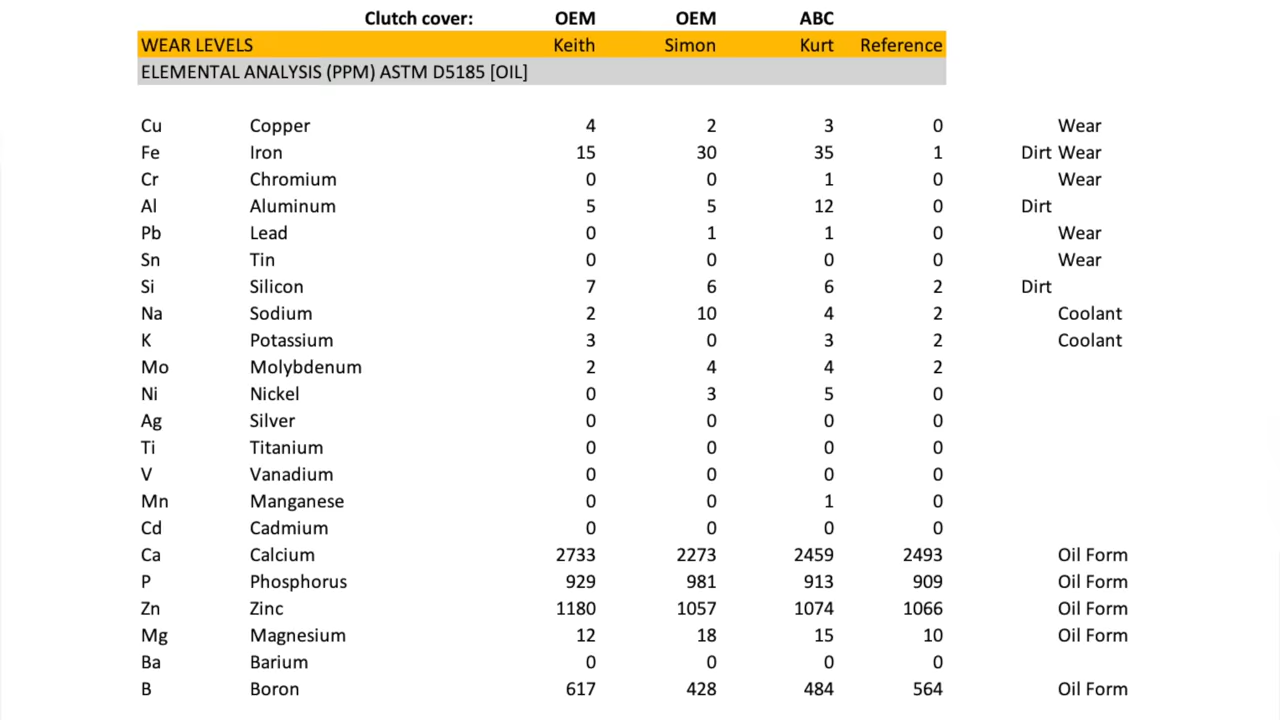 Clutch cover: OEM OEM ABC
WEAR LEVELS Keith Simon Kurt Reference
ELEMENTAL ANALYSIS (PPM) ASTM D5185 [OIL]
Cu Copper 4 2 3 0 Wear
Fe Iron 15 30 35 1 Dirt Wear
Cr Chromium 0 0 1 0 Wear
Al Aluminum 5 5 12 0 Dirt
Pb Lead 0 1 1 0 Wear
Sn Tin 0 0 0 0 Wear
Si Silicon 7 6 6 2 Dirt
Na Sodium 2 10 4 2 Coolant
K Potassium 3 0 3 2 Coolant
Mo Molybdenum 2 4 4 2
Ni Nickel 0 3 5 0
Ag Silver 0 0 0 0
Ti Titanium 0 0 0 0
V Vanadium 0 0 0 0
Mn Manganese 0 0 1 0
Cd Cadmium 0 0 0 0
Ca Calcium 2733 2273 2459 2493 Oil Form
P Phosphorus 929 981 913 909 Oil Form
Zn Zinc 1180 1057 1074 1066 Oil Form
Mg Magnesium 12 18 15 10 Oil Form
Ba Barium 0 0 0 0
B Boron 617 428 484 564 Oil Form